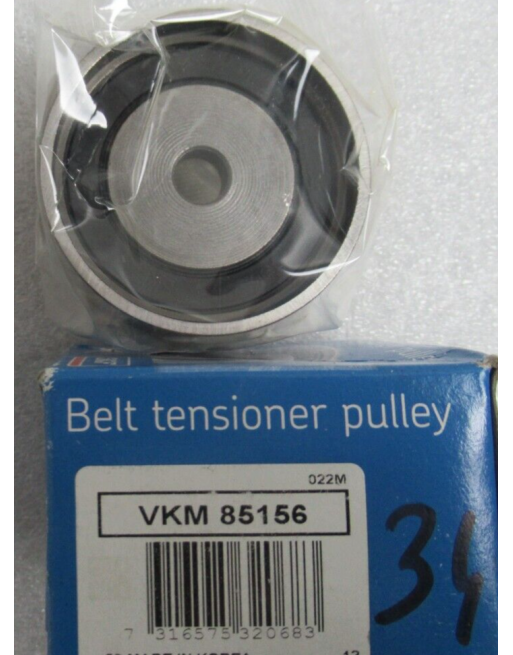 Belt tensioner pulley
022M
VKM 85156
34
7 316575 320683